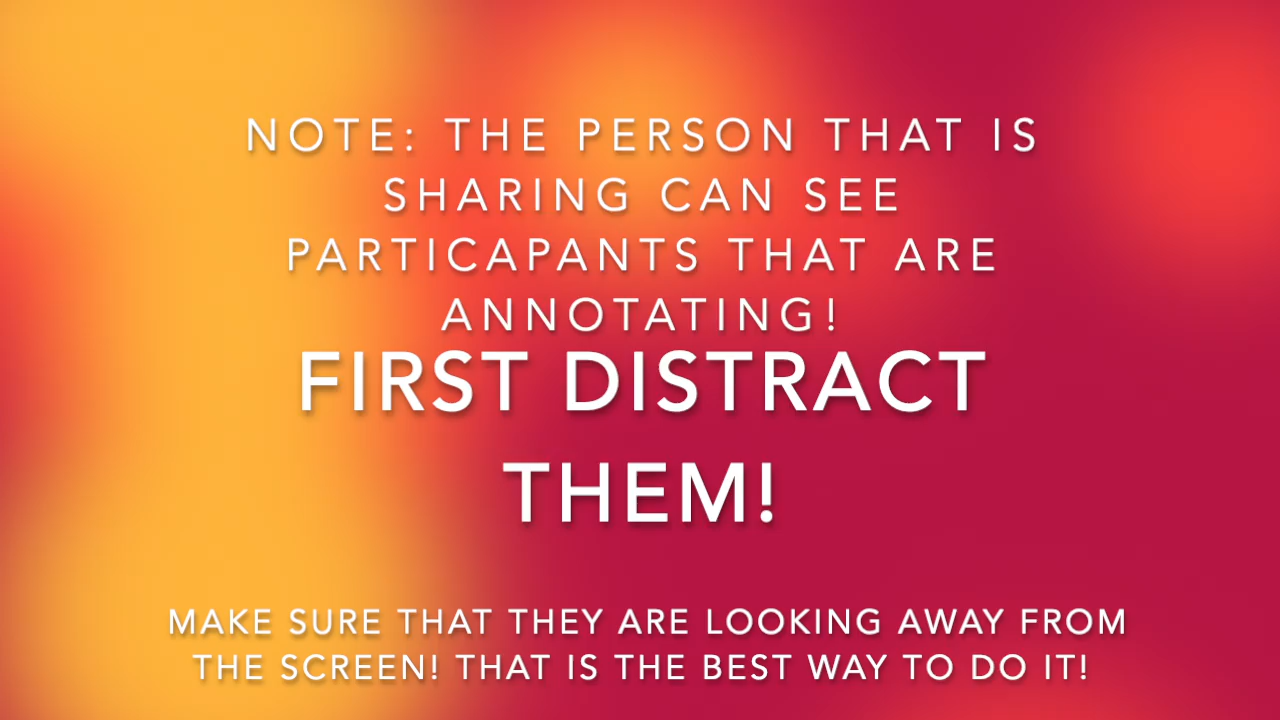 NOTE: THE PERSON THAT IS
SHARING CAN SEE
PARTICAPANTS THAT ARE
ANNOTATING!
FIRST DISTRACT
THEM!
MAKE SURE THAT THEY ARE LOOKING AWAY FROM
THE SCREEN! THAT IS THE BEST WAY TO DO IT!